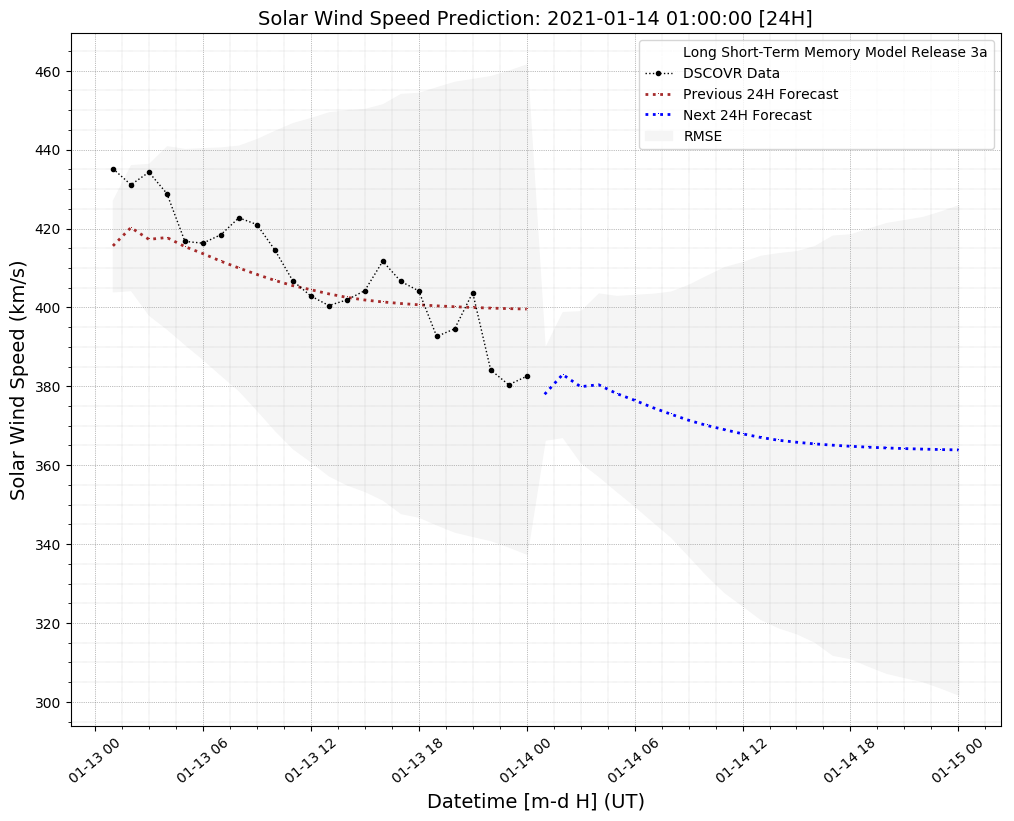 Solar Wind Speed Prediction: 2021-01-14 01:00:00 [24H]
Long Short-Term Memory Model Release 3a
DSCOVR Data
Previous 24H Forecast
Next 24H Forecast
RMSE
Solar Wind Speed (km/s)
460
440
420
400
380
360
340
320
300
01-13 00
01-13 06
01-13 12
01-13 18
01-14 00
01-14 06
01-14 12
01-14 18
01-15 00
Datetime [m-d H] (UT)